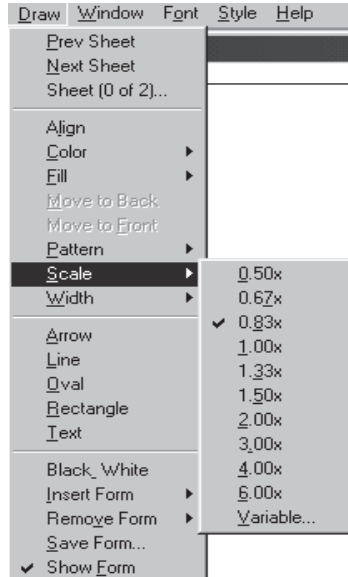 Draw Window Font Style Help
Prev Sheet
Next Sheet
Sheet (0 of 2)...
Align
Color
Fill
Move to Back
Move to Front
Pattern
Scale
Width
Arrow
Line
Oval
Rectangle
Text
Black_White
Insert Form
Remove Form
Save Form...
Show Form
0.50x
0.67x
0.83x
1.00x
1.33x
1.50x
2.00x
3.00x
4.00x
6.00x
Variable...